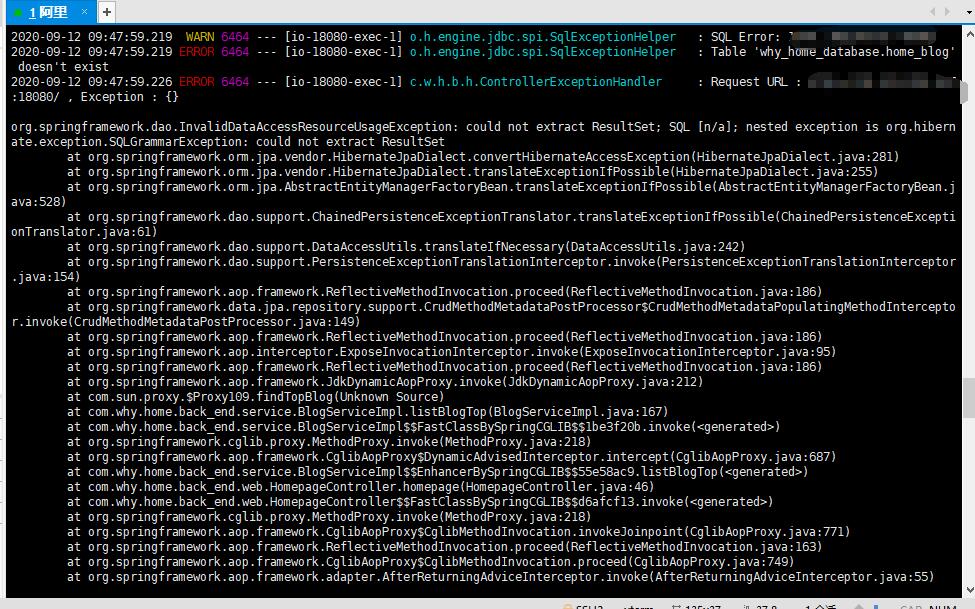 1 阿里 × +
2020-09-12 09:47:59.219  WARN 6464 --- [io-18080-exec-1] o.h.engine.jdbc.spi.SqlExceptionHelper   : SQL Error:
2020-09-12 09:47:59.219 ERROR 6464 --- [io-18080-exec-1] o.h.engine.jdbc.spi.SqlExceptionHelper   : Table 'why_home_database.home_blog'
 doesn't exist
2020-09-12 09:47:59.226 ERROR 6464 --- [io-18080-exec-1] c.w.h.b.h.ControllerExceptionHandler     : Request URL :
:18080/ , Exception : {}
org.springframework.dao.InvalidDataAccessResourceUsageException: could not extract ResultSet; SQL [n/a]; nested exception is org.hibern
ate.exception.SQLGrammarException: could not extract ResultSet
at org.springframework.orm.jpa.vendor.HibernateJpaDialect.convertHibernateAccessException(HibernateJpaDialect.java:281)
at org.springframework.orm.jpa.vendor.HibernateJpaDialect.translateExceptionIfPossible(HibernateJpaDialect.java:255)
at org.springframework.orm.jpa.AbstractEntityManagerFactoryBean.translateExceptionIfPossible(AbstractEntityManagerFactoryBean.j
ava:528)
at org.springframework.dao.support.ChainedPersistenceExceptionTranslator.translateExceptionIfPossible(ChainedPersistenceExcepti
onTranslator.java:61)
at org.springframework.dao.support.DataAccessUtils.translateIfNecessary(DataAccessUtils.java:242)
at org.springframework.dao.support.PersistenceExceptionTranslationInterceptor.invoke(PersistenceExceptionTranslationInterceptor
.java:154)
at org.springframework.aop.framework.ReflectiveMethodInvocation.proceed(ReflectiveMethodInvocation.java:186)
at org.springframework.data.jpa.repository.support.CrudMethodMetadataPostProcessor$CrudMethodMetadataPopulatingMethodIntercepto
r.invoke(CrudMethodMetadataPostProcessor.java:149)
at org.springframework.aop.framework.ReflectiveMethodInvocation.proceed(ReflectiveMethodInvocation.java:186)
at org.springframework.aop.interceptor.ExposeInvocationInterceptor.invoke(ExposeInvocationInterceptor.java:95)
at org.springframework.aop.framework.ReflectiveMethodInvocation.proceed(ReflectiveMethodInvocation.java:186)
at org.springframework.aop.framework.JdkDynamicAopProxy.invoke(JdkDynamicAopProxy.java:212)
at com.sun.proxy.$Proxy109.findTopBlog(Unknown Source)
at com.why.home.back_end.service.BlogServiceImpl.listBlogTop(BlogServiceImpl.java:167)
at com.why.home.back_end.service.BlogServiceImpl$$FastClassBySpringCGLIB$$1be3f20b.invoke(<generated>)
at org.springframework.cglib.proxy.MethodProxy.invoke(MethodProxy.java:218)
at org.springframework.aop.framework.CglibAopProxy$DynamicAdvisedInterceptor.intercept(CglibAopProxy.java:687)
at com.why.home.back_end.service.BlogServiceImpl$$EnhancerBySpringCGLIB$$55e58ac9.listBlogTop(<generated>)
at com.why.home.back_end.web.HomepageController.homepage(HomepageController.java:46)
at com.why.home.back_end.web.HomepageController$$FastClassBySpringCGLIB$$d6afcf13.invoke(<generated>)
at org.springframework.cglib.proxy.MethodProxy.invoke(MethodProxy.java:218)
at org.springframework.aop.framework.CglibAopProxy$CglibMethodInvocation.invokeJoinpoint(CglibAopProxy.java:771)
at org.springframework.aop.framework.ReflectiveMethodInvocation.proceed(ReflectiveMethodInvocation.java:163)
at org.springframework.aop.framework.CglibAopProxy$CglibMethodInvocation.proceed(CglibAopProxy.java:749)
at org.springframework.aop.framework.adapter.AfterReturningAdviceInterceptor.invoke(AfterReturningAdviceInterceptor.java:55)